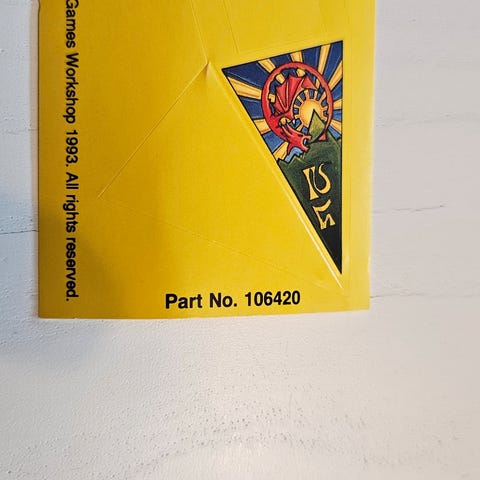 Games Workshop 1993. All rights reserved.
Part No. 106420